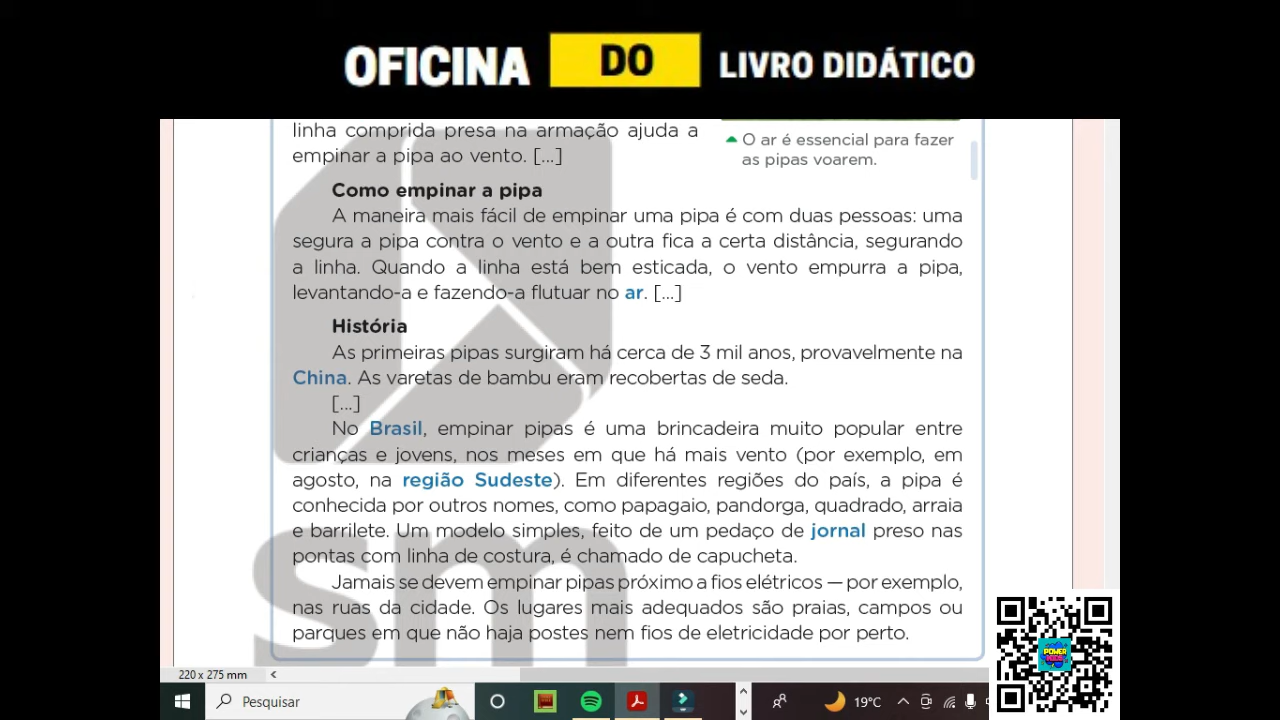 OFICINA DO LIVRO DIDÁTICO
linha comprida presa na armação ajuda a
empinar a pipa ao vento. [...]
O ar é essencial para fazer
as pipas voarem.
Como empinar a pipa
A maneira mais fácil de empinar uma pipa é com duas pessoas: uma
segura a pipa contra o vento e a outra fica a certa distância, segurando
a linha. Quando a linha está bem esticada, o vento empurra a pipa,
levantando-a e fazendo-a flutuar no ar. [...]
História
As primeiras pipas surgiram há cerca de 3 mil anos, provavelmente na
China. As varetas de bambu eram recobertas de seda.
[...]
No Brasil, empinar pipas é uma brincadeira muito popular entre
crianças e jovens, nos meses em que há mais vento (por exemplo, em
agosto, na região Sudeste). Em diferentes regiões do país, a pipa é
conhecida por outros nomes, como papagaio, pandorga, quadrado, arraia
e barrilete. Um modelo simples, feito de um pedaço de jornal preso nas
pontas com linha de costura, é chamado de capucheta.
Jamais se devem empinar pipas próximo a fios elétricos — por exemplo,
nas ruas da cidade. Os lugares mais adequados são praias, campos ou
parques em que não haja postes nem fios de eletricidade por perto.
sm
POWER
KIDS
220 x 275 mm
Pesquisar
19°C